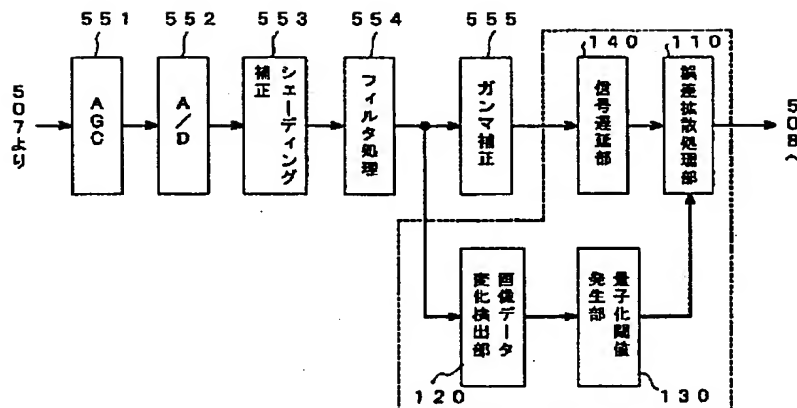 551
552
553
554
555
140
110
507より
AGC
A/D
シェーディング
補正
フィルタ処理
ガンマ補正
信号遅延部
誤差拡散処理部
508へ
画像データ
変化検出部
量子化閾値
発生部
120
130